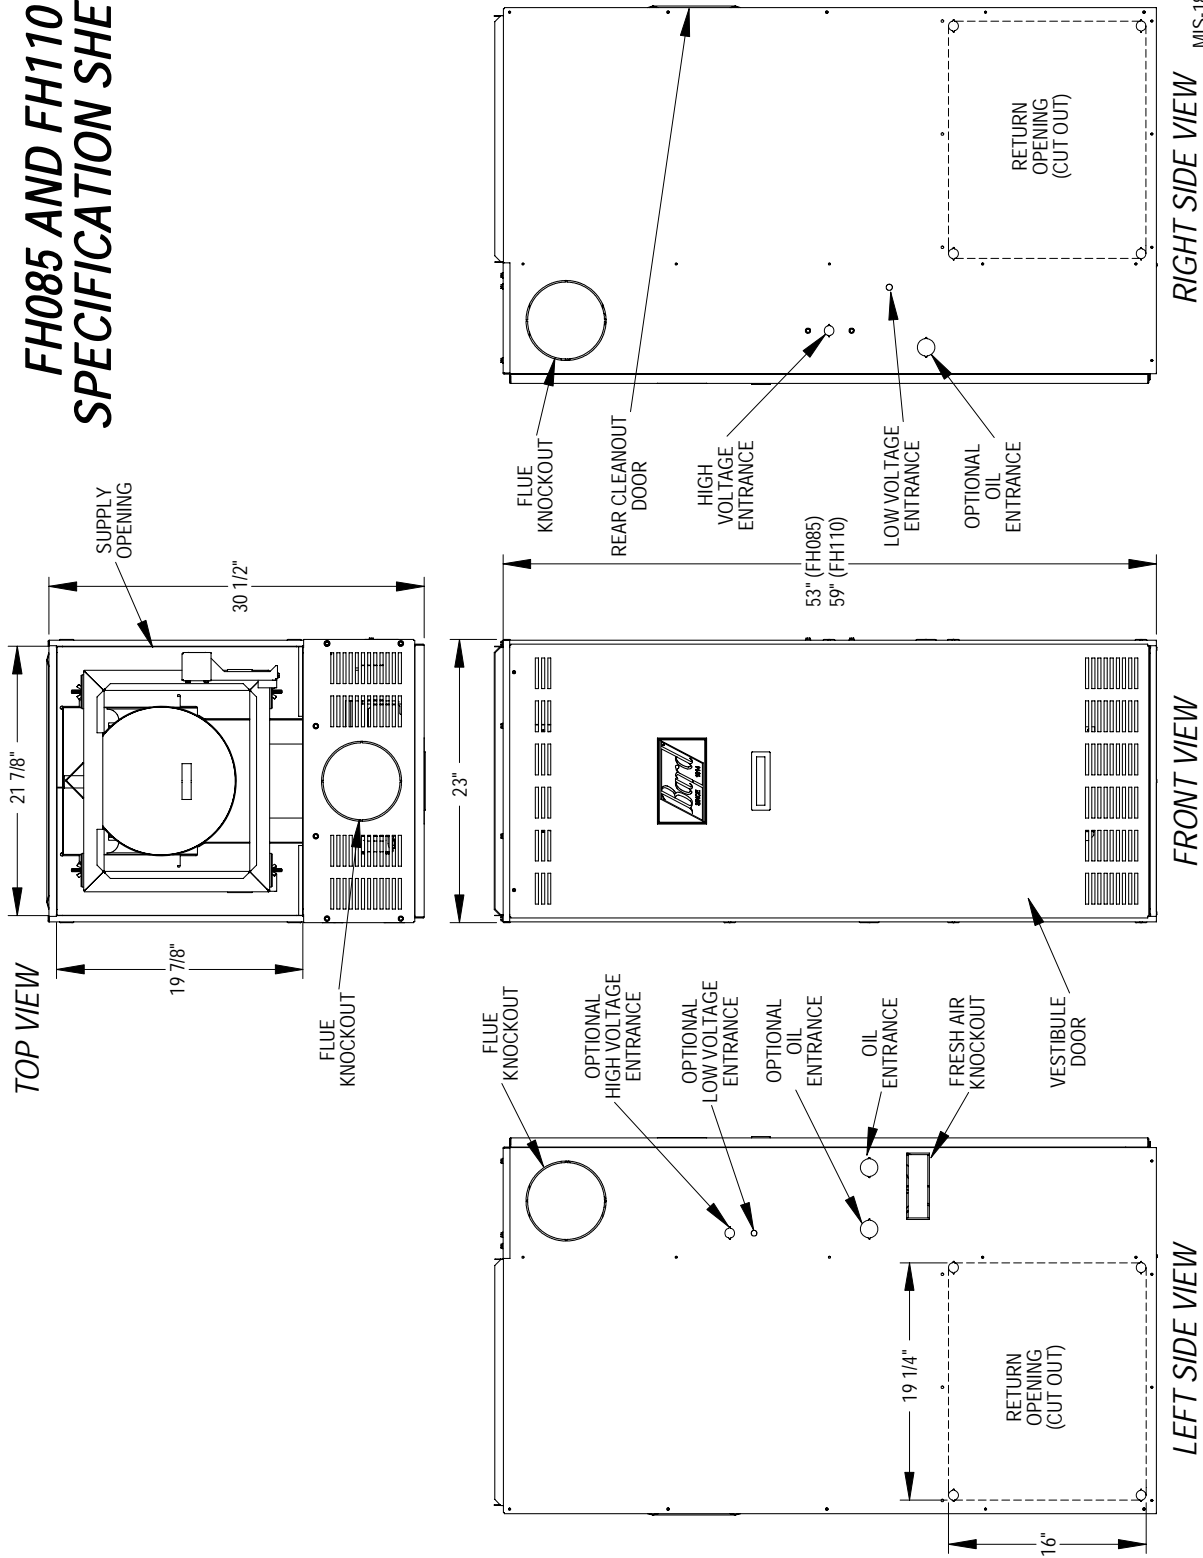 FH085 AND FH110
SPECIFICATION SHE
TOP VIEW
21 7/8"
19 7/8"
30 1/2"
SUPPLY
OPENING
FLUE
KNOCKOUT
FLUE
KNOCKOUT
OPTIONAL
HIGH VOLTAGE
ENTRANCE
OPTIONAL
LOW VOLTAGE
ENTRANCE
OPTIONAL
OIL
ENTRANCE
OIL
ENTRANCE
FRESH AIR
KNOCKOUT
VESTIBULE
DOOR
RETURN
OPENING
(CUT OUT)
19 1/4"
16"
LEFT SIDE VIEW
23"
Bard
SINCE 1914
53" (FH085)
59" (FH110)
FRONT VIEW
FLUE
KNOCKOUT
REAR CLEANOUT
DOOR
HIGH
VOLTAGE
ENTRANCE
LOW VOLTAGE
ENTRANCE
OPTIONAL
OIL
ENTRANCE
RETURN
OPENING
(CUT OUT)
RIGHT SIDE VIEW